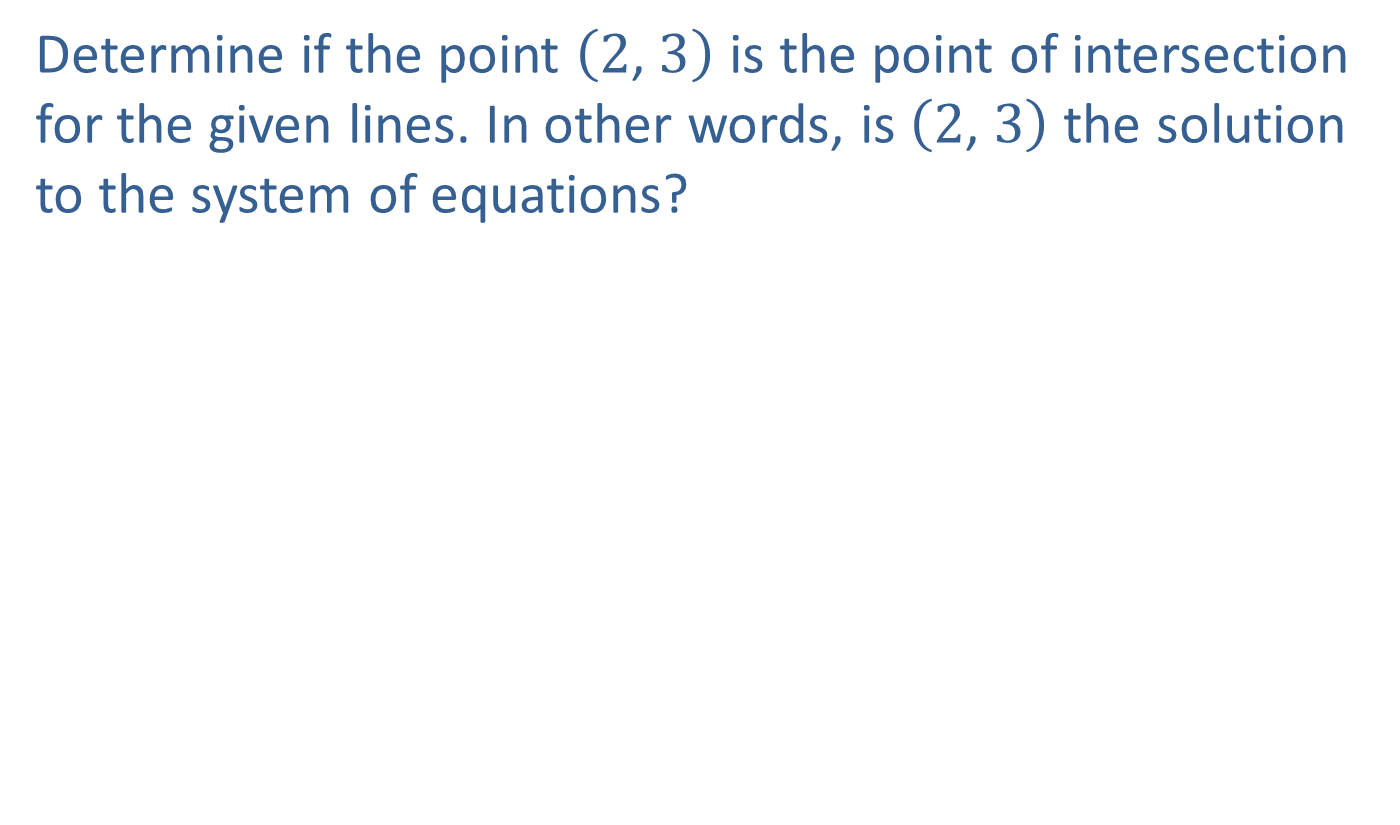 Determine if the point (2, 3) is the point of intersection
for the given lines. In other words, is (2, 3) the solution
to the system of equations?